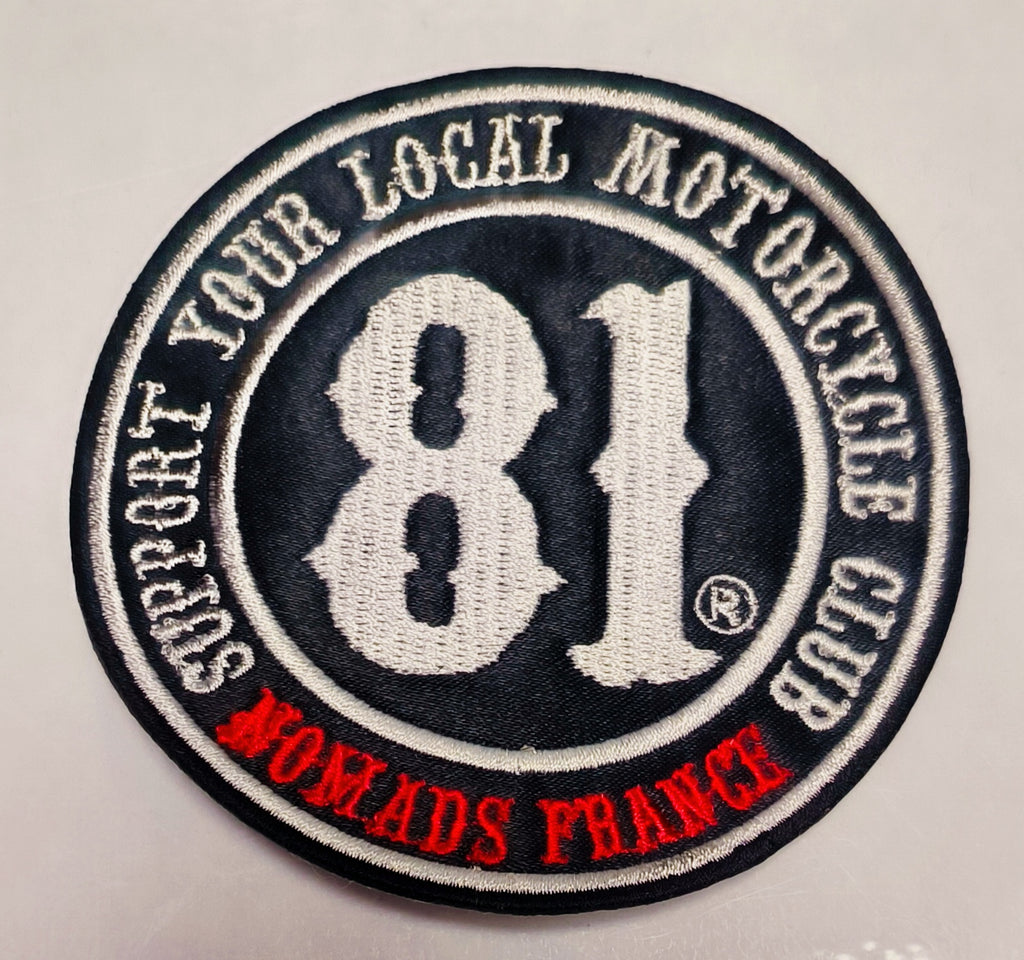 SUPPORT YOUR LOCAL MOTORCYCLE CLUB
81®
NOMADS FRANCE